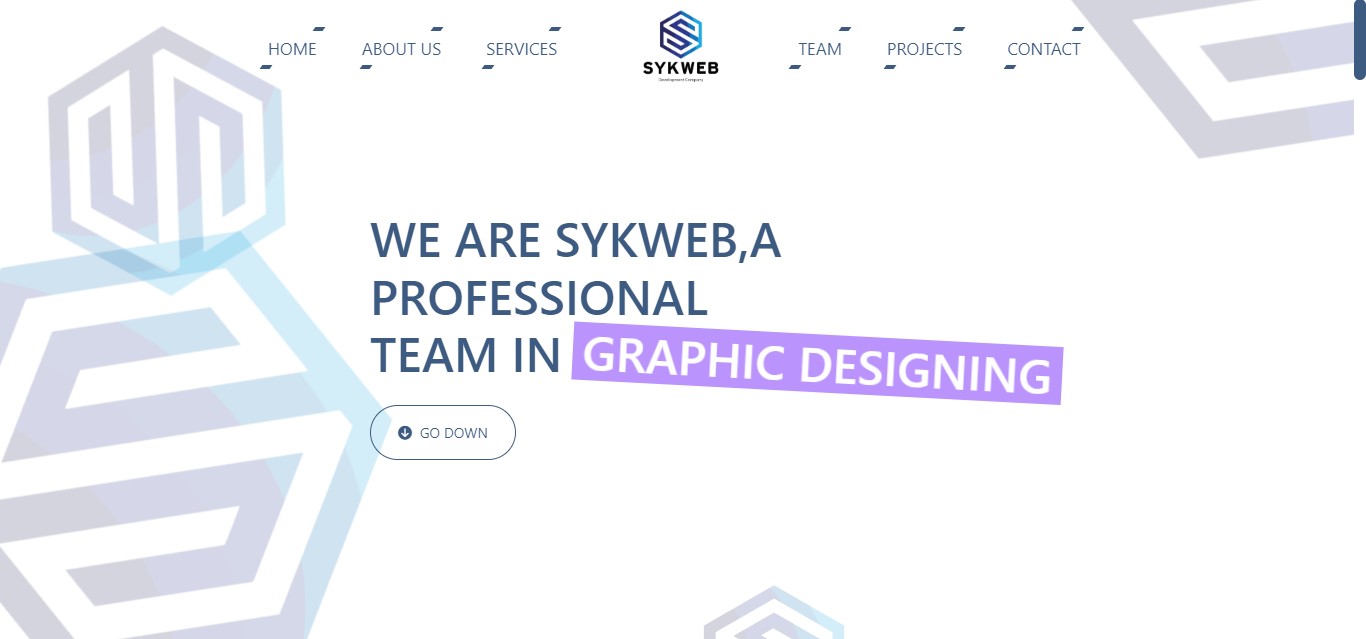 HOME ABOUT US SERVICES SYKWEB TEAM PROJECTS CONTACT
Development Company
WE ARE SYKWEB,A
PROFESSIONAL
TEAM IN GRAPHIC DESIGNING
GO DOWN